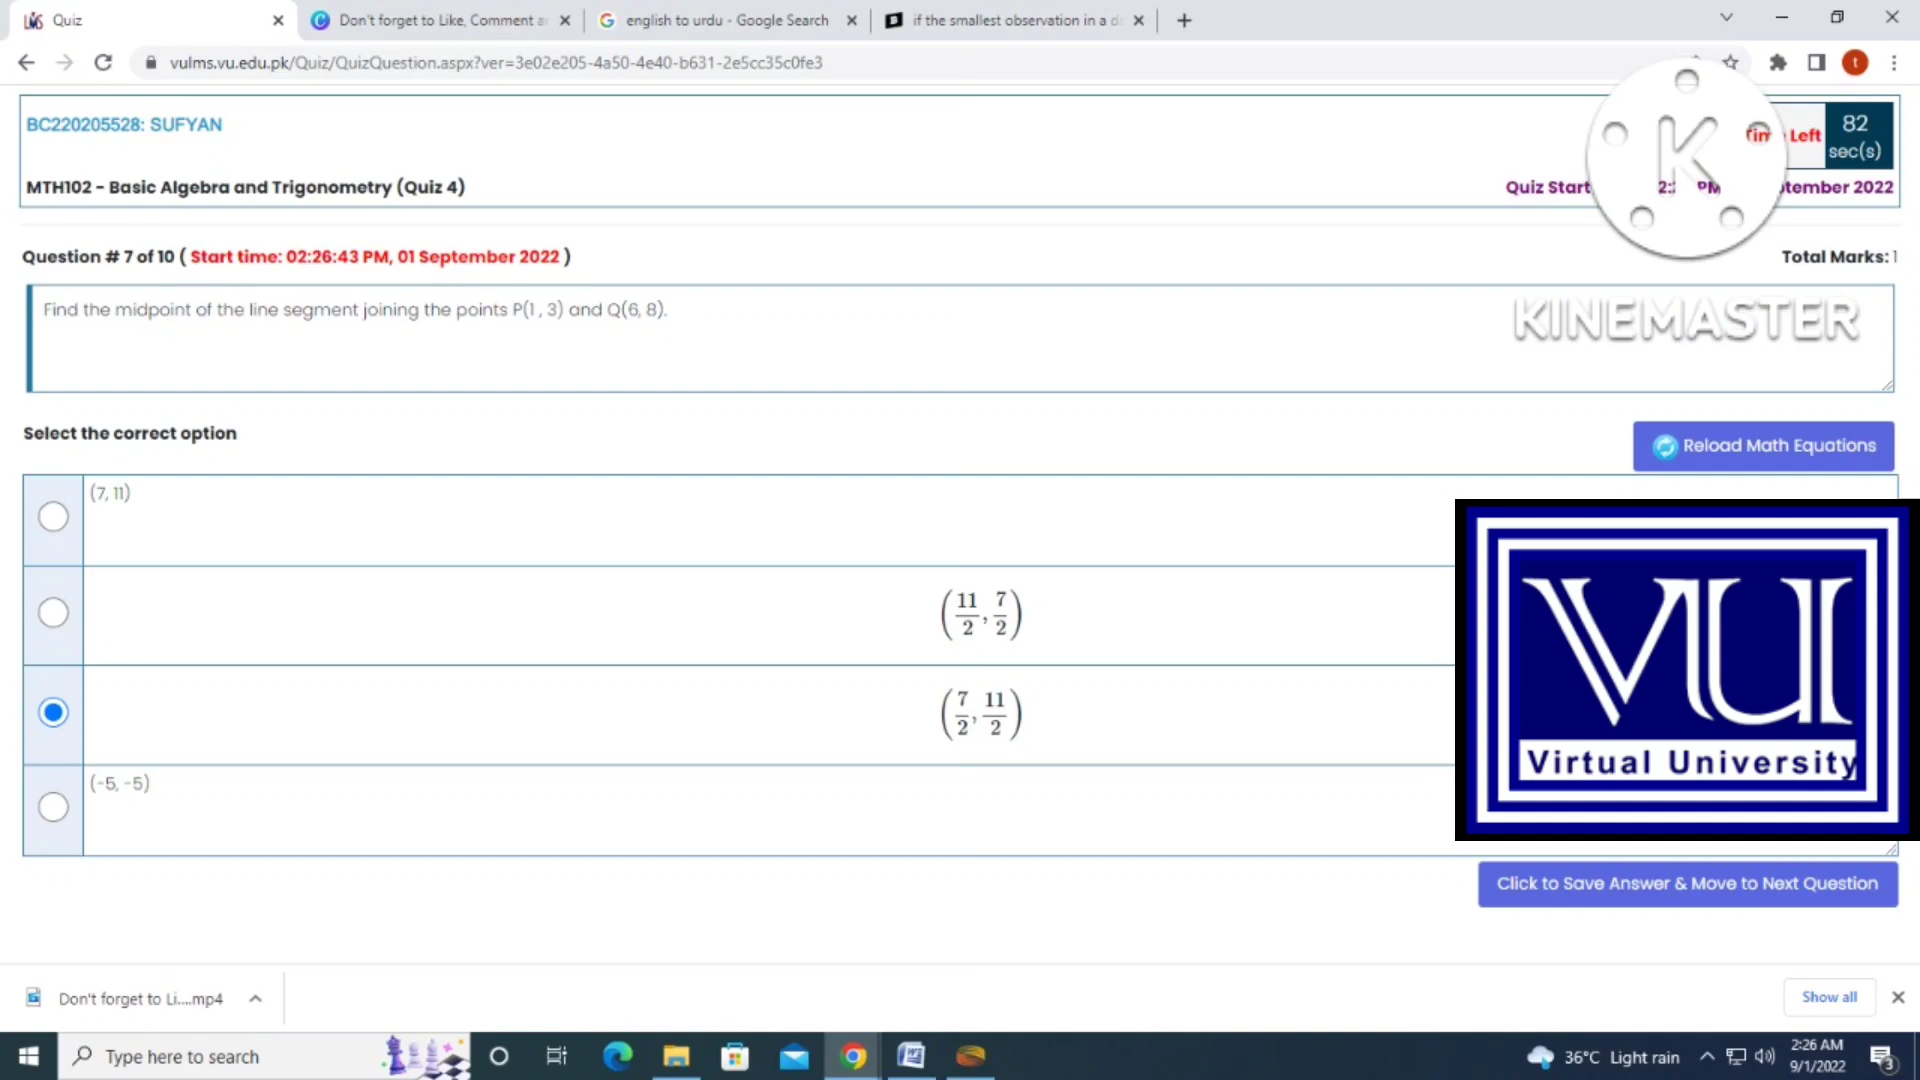 Quiz
Don't forget to Like, Comment a
english to urdu - Google Search
if the smallest observation in a d
vulms.vu.edu.pk/Quiz/QuizQuestion.aspx?ver=3e02e205-4a50-4e40-b631-2e5cc35c0fe3
t
BC220205528: SUFYAN
Left
82
sec(s)
K
MTH102 - Basic Algebra and Trigonometry (Quiz 4)
Quiz Start PM tember 2022
Question # 7 of 10 ( Start time: 02:26:43 PM, 01 September 2022 )
Total Marks: 1
Find the midpoint of the line segment joining the points P(1 , 3) and Q(6, 8).
KINEMASTER
Select the correct option
Reload Math Equations
(7, 11)
(11/2, 7/2)
(7/2, 11/2)
(-5, -5)
VU
Virtual University
Click to Save Answer & Move to Next Question
Don't forget to Li....mp4
Show all
Type here to search
36°C Light rain
2:26 AM
9/1/2022
3